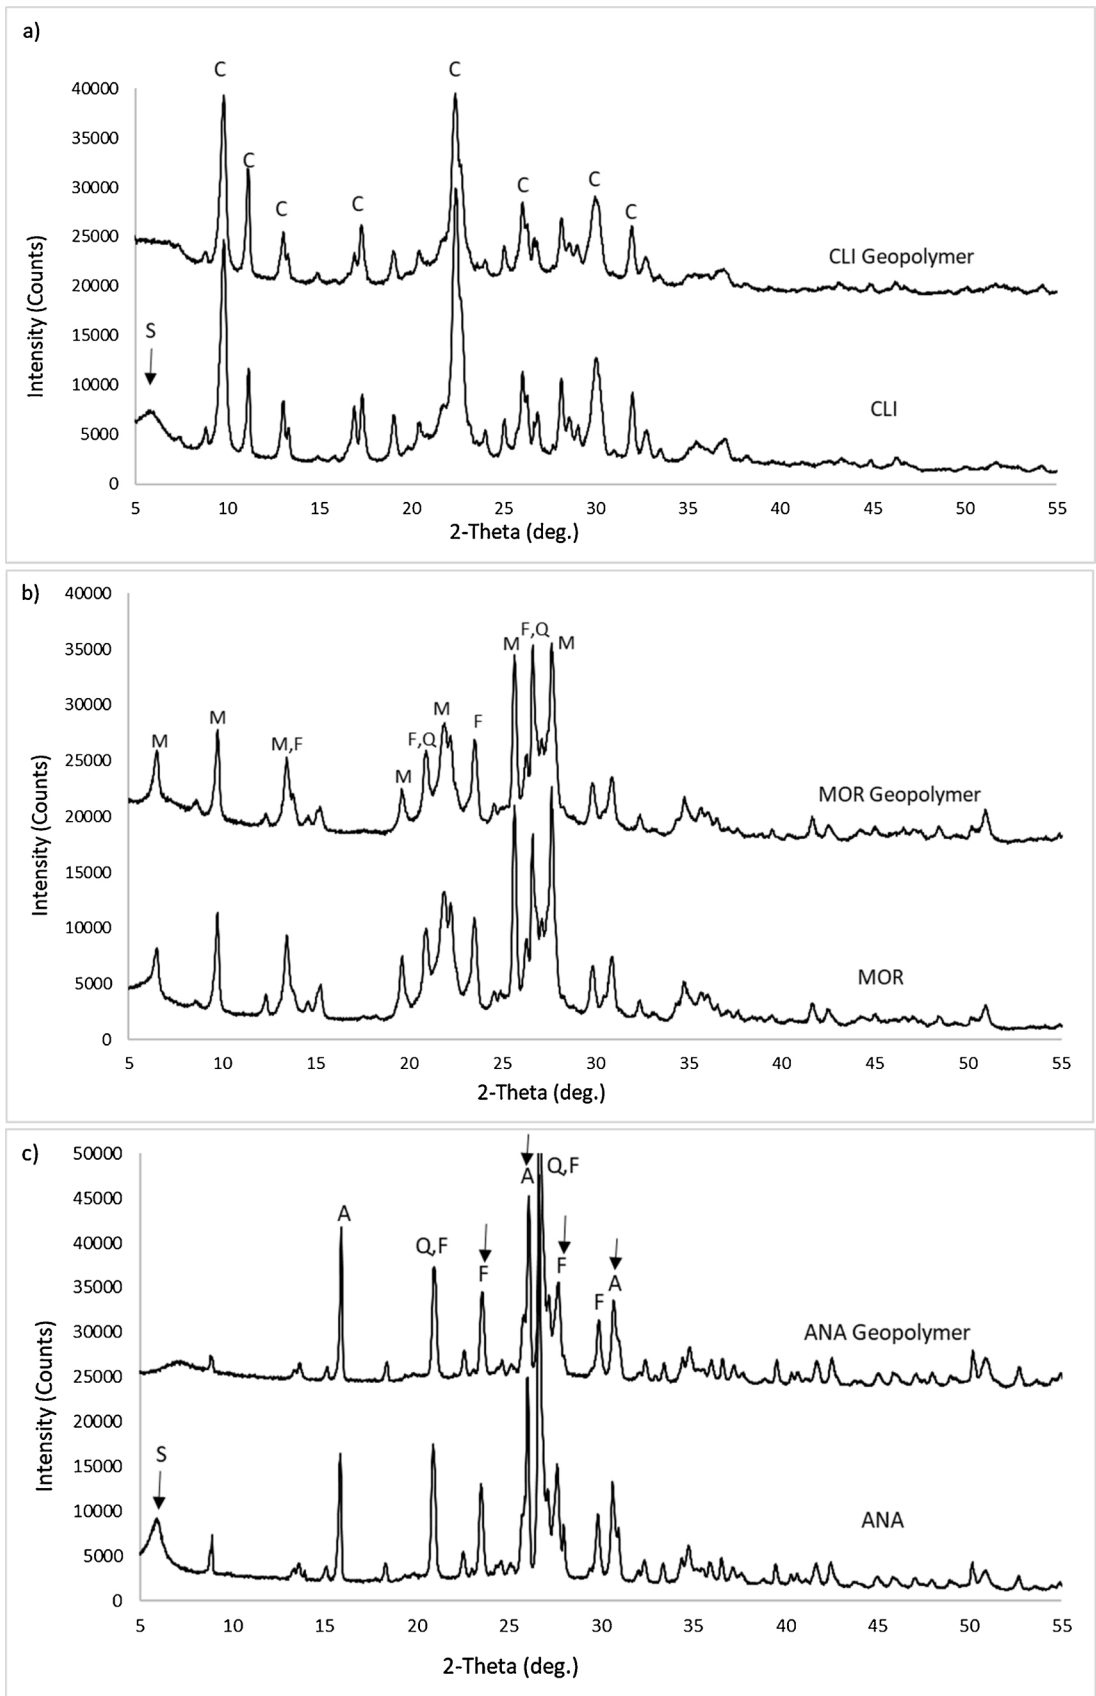 a)
C C
40000
35000
C
30000
C C C C C
25000
CLI Geopolymer
20000
15000
S
10000
CLI
5000
0
Intensity (Counts)
5 10 15 20 25 30 35 40 45 50 55
2-Theta (deg.)
b)
40000
F,Q
35000
M M
30000
M M F
M M,F F,Q
25000
M
MOR Geopolymer
20000
15000
10000
MOR
5000
0
Intensity (Counts)
5 10 15 20 25 30 35 40 45 50 55
2-Theta (deg.)
c)
50000
A Q,F
45000
A
40000
Q,F F F
35000
F A
30000
ANA Geopolymer
25000
20000
S
15000
10000
ANA
5000
0
Intensity (Counts)
5 10 15 20 25 30 35 40 45 50 55
2-Theta (deg.)